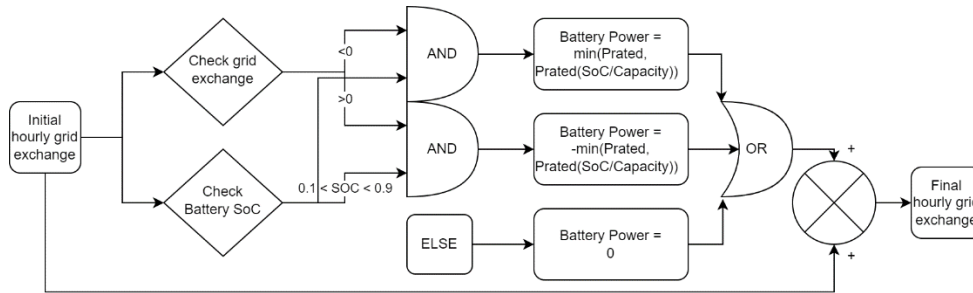 Initial
hourly grid
exchange
Check grid
exchange
Check
Battery SoC
<0
>0
0.1 < SOC < 0.9
AND
AND
ELSE
Battery Power =
min(Prated,
Prated(SoC/Capacity))
Battery Power =
-min(Prated,
Prated(SoC/Capacity))
Battery Power =
0
OR
+
+
Final
hourly grid
exchange